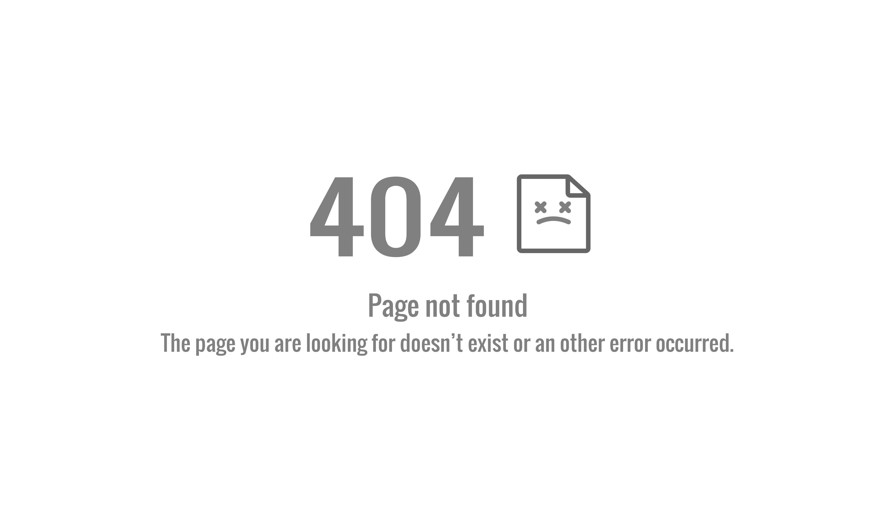 404
Page not found
The page you are looking for doesn’t exist or an other error occurred.